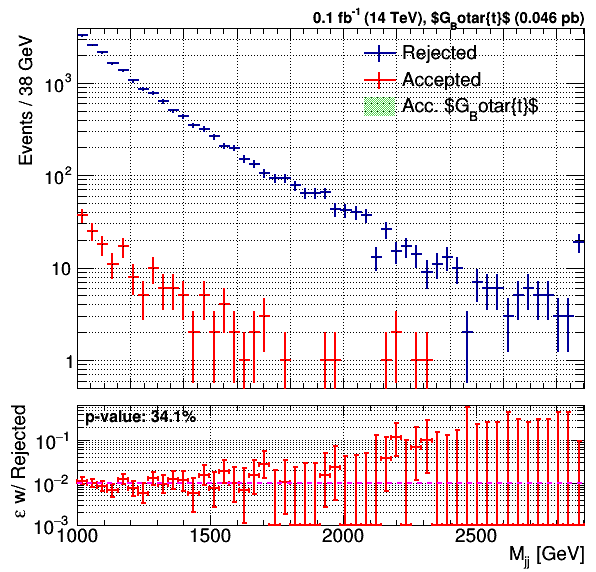 0.1 fb⁻¹ (14 TeV), $G_Botar{t}$ (0.046 pb)
Events / 38 GeV
Rejected
Accepted
Acc. $G_Botar{t}$
10³
10²
10
1
p-value: 34.1%
ε w/ Rejected
10⁻¹
10⁻²
10⁻³
1000 1500 2000 2500
M_jj [GeV]